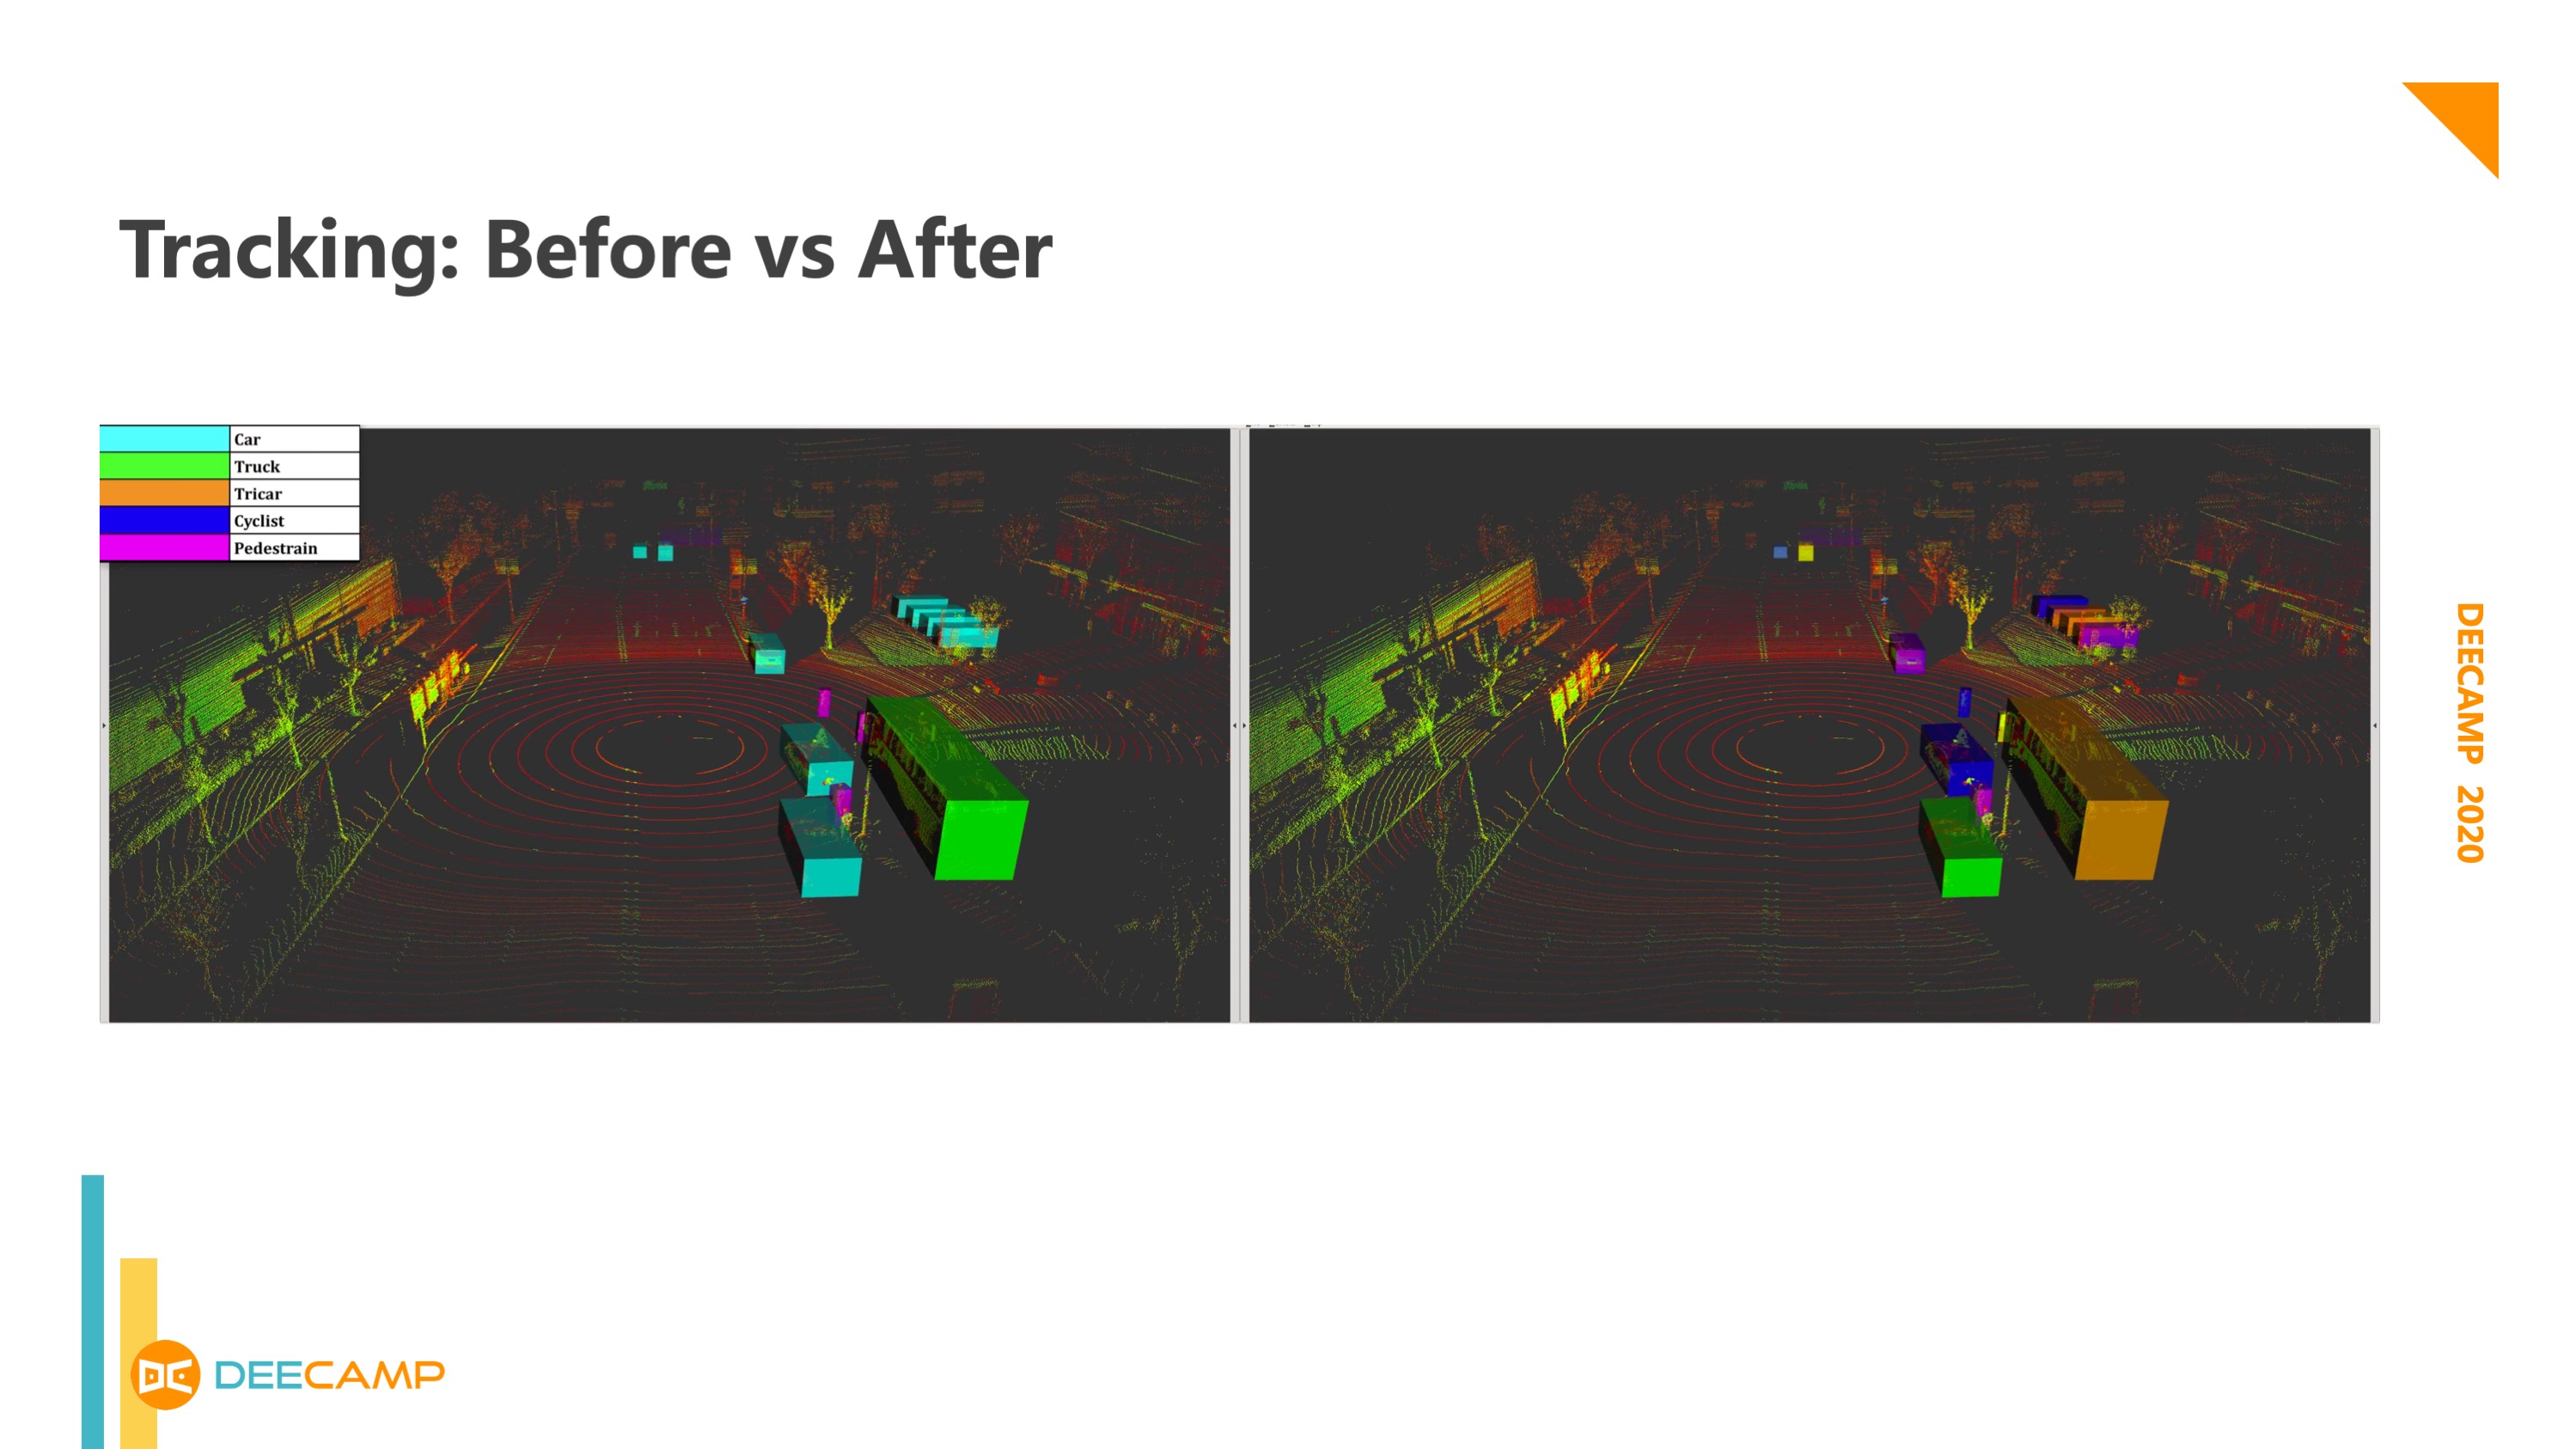 Tracking: Before vs After
Car
Truck
Tricar
Cyclist
Pedestrain
DEECAMP 2020
DEECAMP